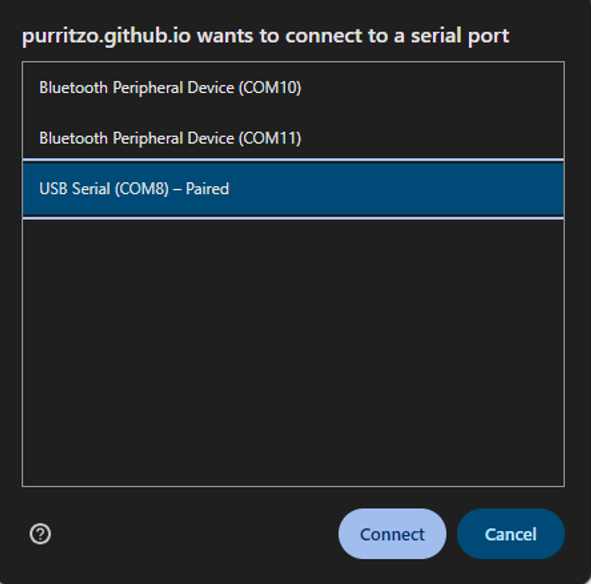 purritzo.github.io wants to connect to a serial port
Bluetooth Peripheral Device (COM10)
Bluetooth Peripheral Device (COM11)
USB Serial (COM8) – Paired
Connect
Cancel